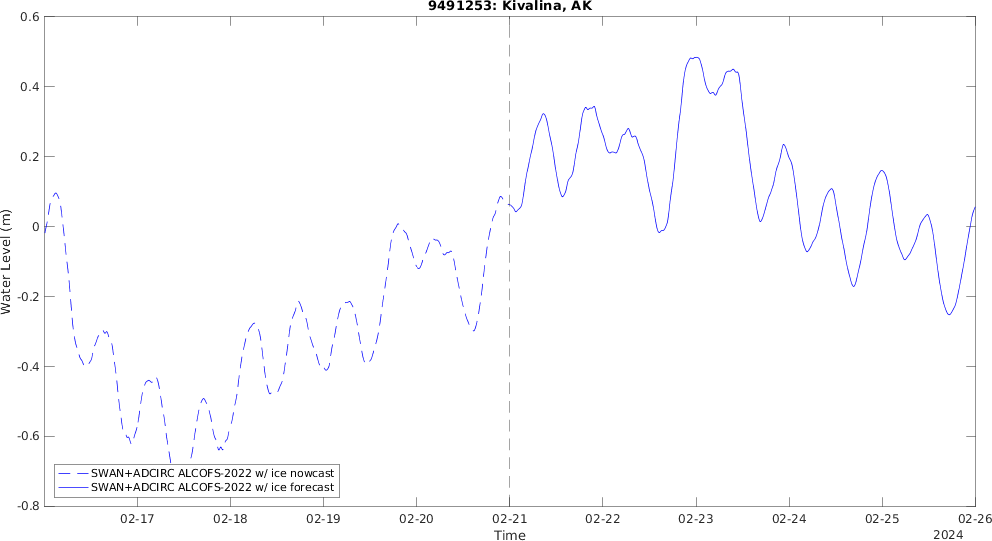 9491253: Kivalina, AK
0.6
0.4
0.2
0
-0.2
-0.4
-0.6
-0.8
Water Level (m)
SWAN+ADCIRC ALCOFS-2022 w/ ice nowcast
SWAN+ADCIRC ALCOFS-2022 w/ ice forecast
02-17 02-18 02-19 02-20 02-21 02-22 02-23 02-24 02-25 02-26
Time
2024